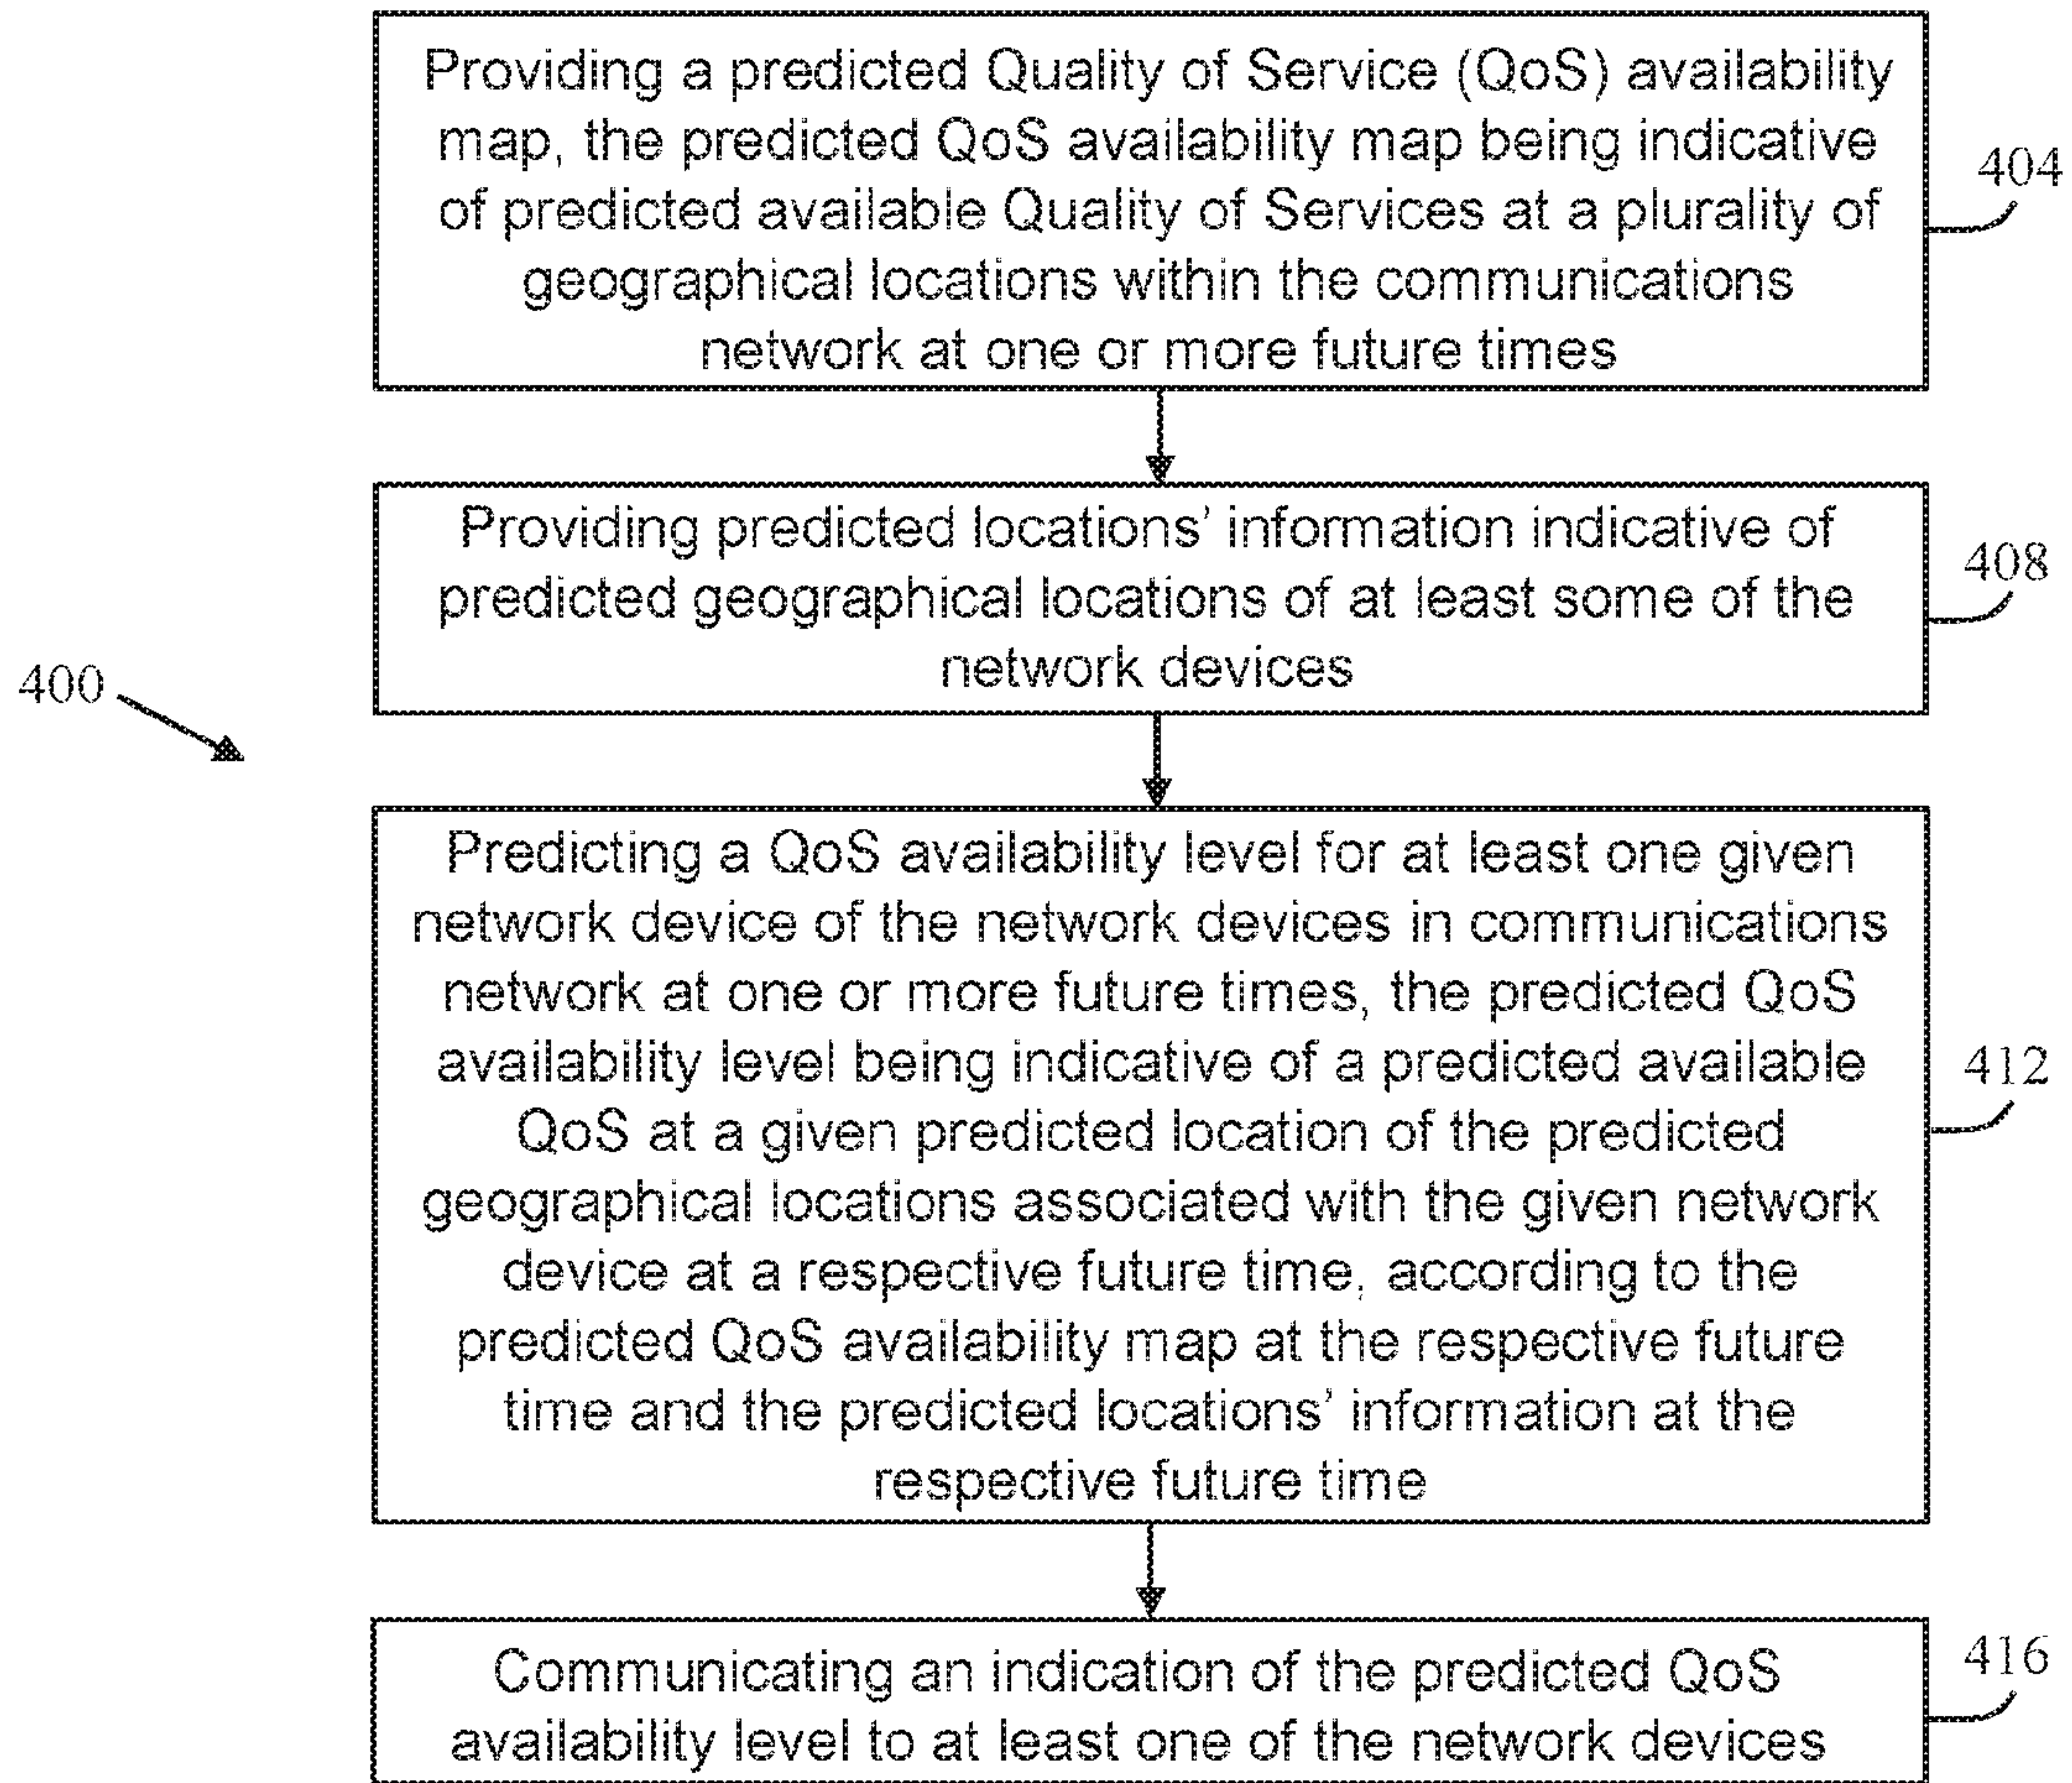 Providing a predicted Quality of Service (QoS) availability
map, the predicted QoS availability map being indicative
of predicted available Quality of Services at a plurality of
geographical locations within the communications
network at one or more future times
404
Providing predicted locations' information indicative of
predicted geographical locations of at least some of the
network devices
408
400
Predicting a QoS availability level for at least one given
network device of the network devices in communications
network at one or more future times, the predicted QoS
availability level being indicative of a predicted available
QoS at a given predicted location of the predicted
geographical locations associated with the given network
device at a respective future time, according to the
predicted QoS availability map at the respective future
time and the predicted locations' information at the
respective future time
412
Communicating an indication of the predicted QoS
availability level to at least one of the network devices
416